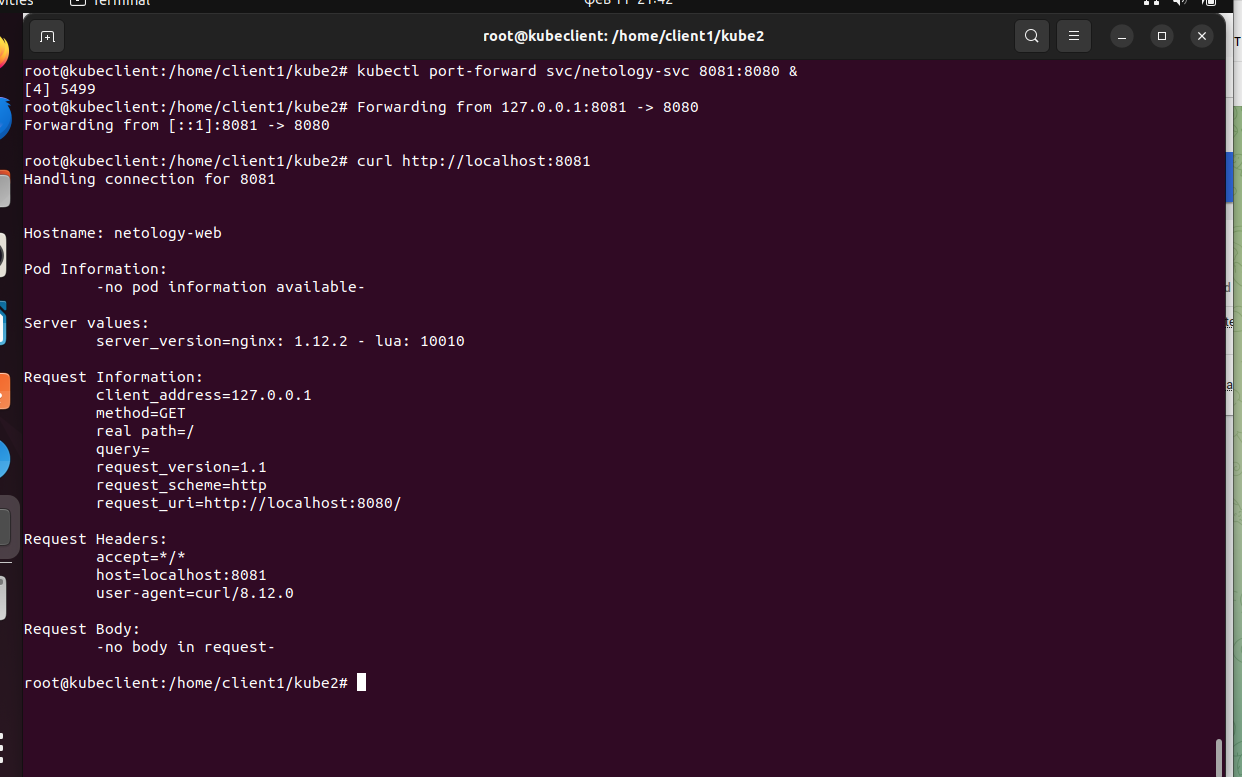 Terminal
root@kubeclient: /home/client1/kube2
root@kubeclient:/home/client1/kube2# kubectl port-forward svc/netology-svc 8081:8080 &
[4] 5499
root@kubeclient:/home/client1/kube2# Forwarding from 127.0.0.1:8081 -> 8080
Forwarding from [::1]:8081 -> 8080
root@kubeclient:/home/client1/kube2# curl http://localhost:8081
Handling connection for 8081
Hostname: netology-web
Pod Information:
-no pod information available-
Server values:
server_version=nginx: 1.12.2 - lua: 10010
Request Information:
client_address=127.0.0.1
method=GET
real path=/
query=
request_version=1.1
request_scheme=http
request_uri=http://localhost:8080/
Request Headers:
accept=*/*
host=localhost:8081
user-agent=curl/8.12.0
Request Body:
-no body in request-
root@kubeclient:/home/client1/kube2#